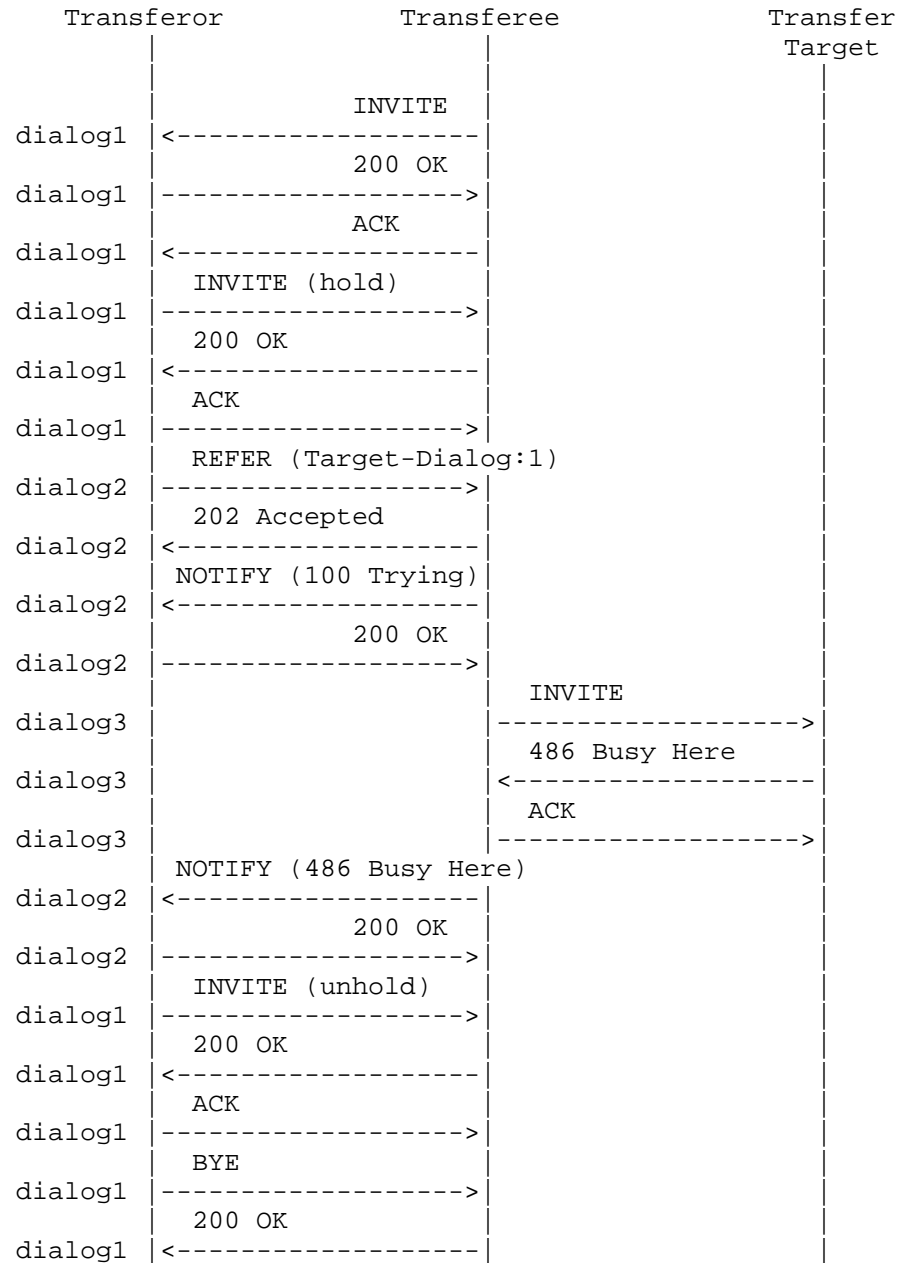 Transferor Transferee Transfer
Target
INVITE
dialog1 |<-------------------|
200 OK
dialog1 |------------------->|
ACK
dialog1 |<-------------------|
INVITE (hold)
dialog1 |------------------->|
200 OK
dialog1 |<-------------------|
ACK
dialog1 |------------------->|
REFER (Target-Dialog:1)
dialog2 |------------------->|
202 Accepted
dialog2 |<-------------------|
NOTIFY (100 Trying)
dialog2 |<-------------------|
200 OK
dialog2 |------------------->|
INVITE
dialog3 |------------------->|
486 Busy Here
dialog3 |<-------------------|
ACK
dialog3 |------------------->|
NOTIFY (486 Busy Here)
dialog2 |<-------------------|
200 OK
dialog2 |------------------->|
INVITE (unhold)
dialog1 |------------------->|
200 OK
dialog1 |<-------------------|
ACK
dialog1 |------------------->|
BYE
dialog1 |------------------->|
200 OK
dialog1 |<-------------------|